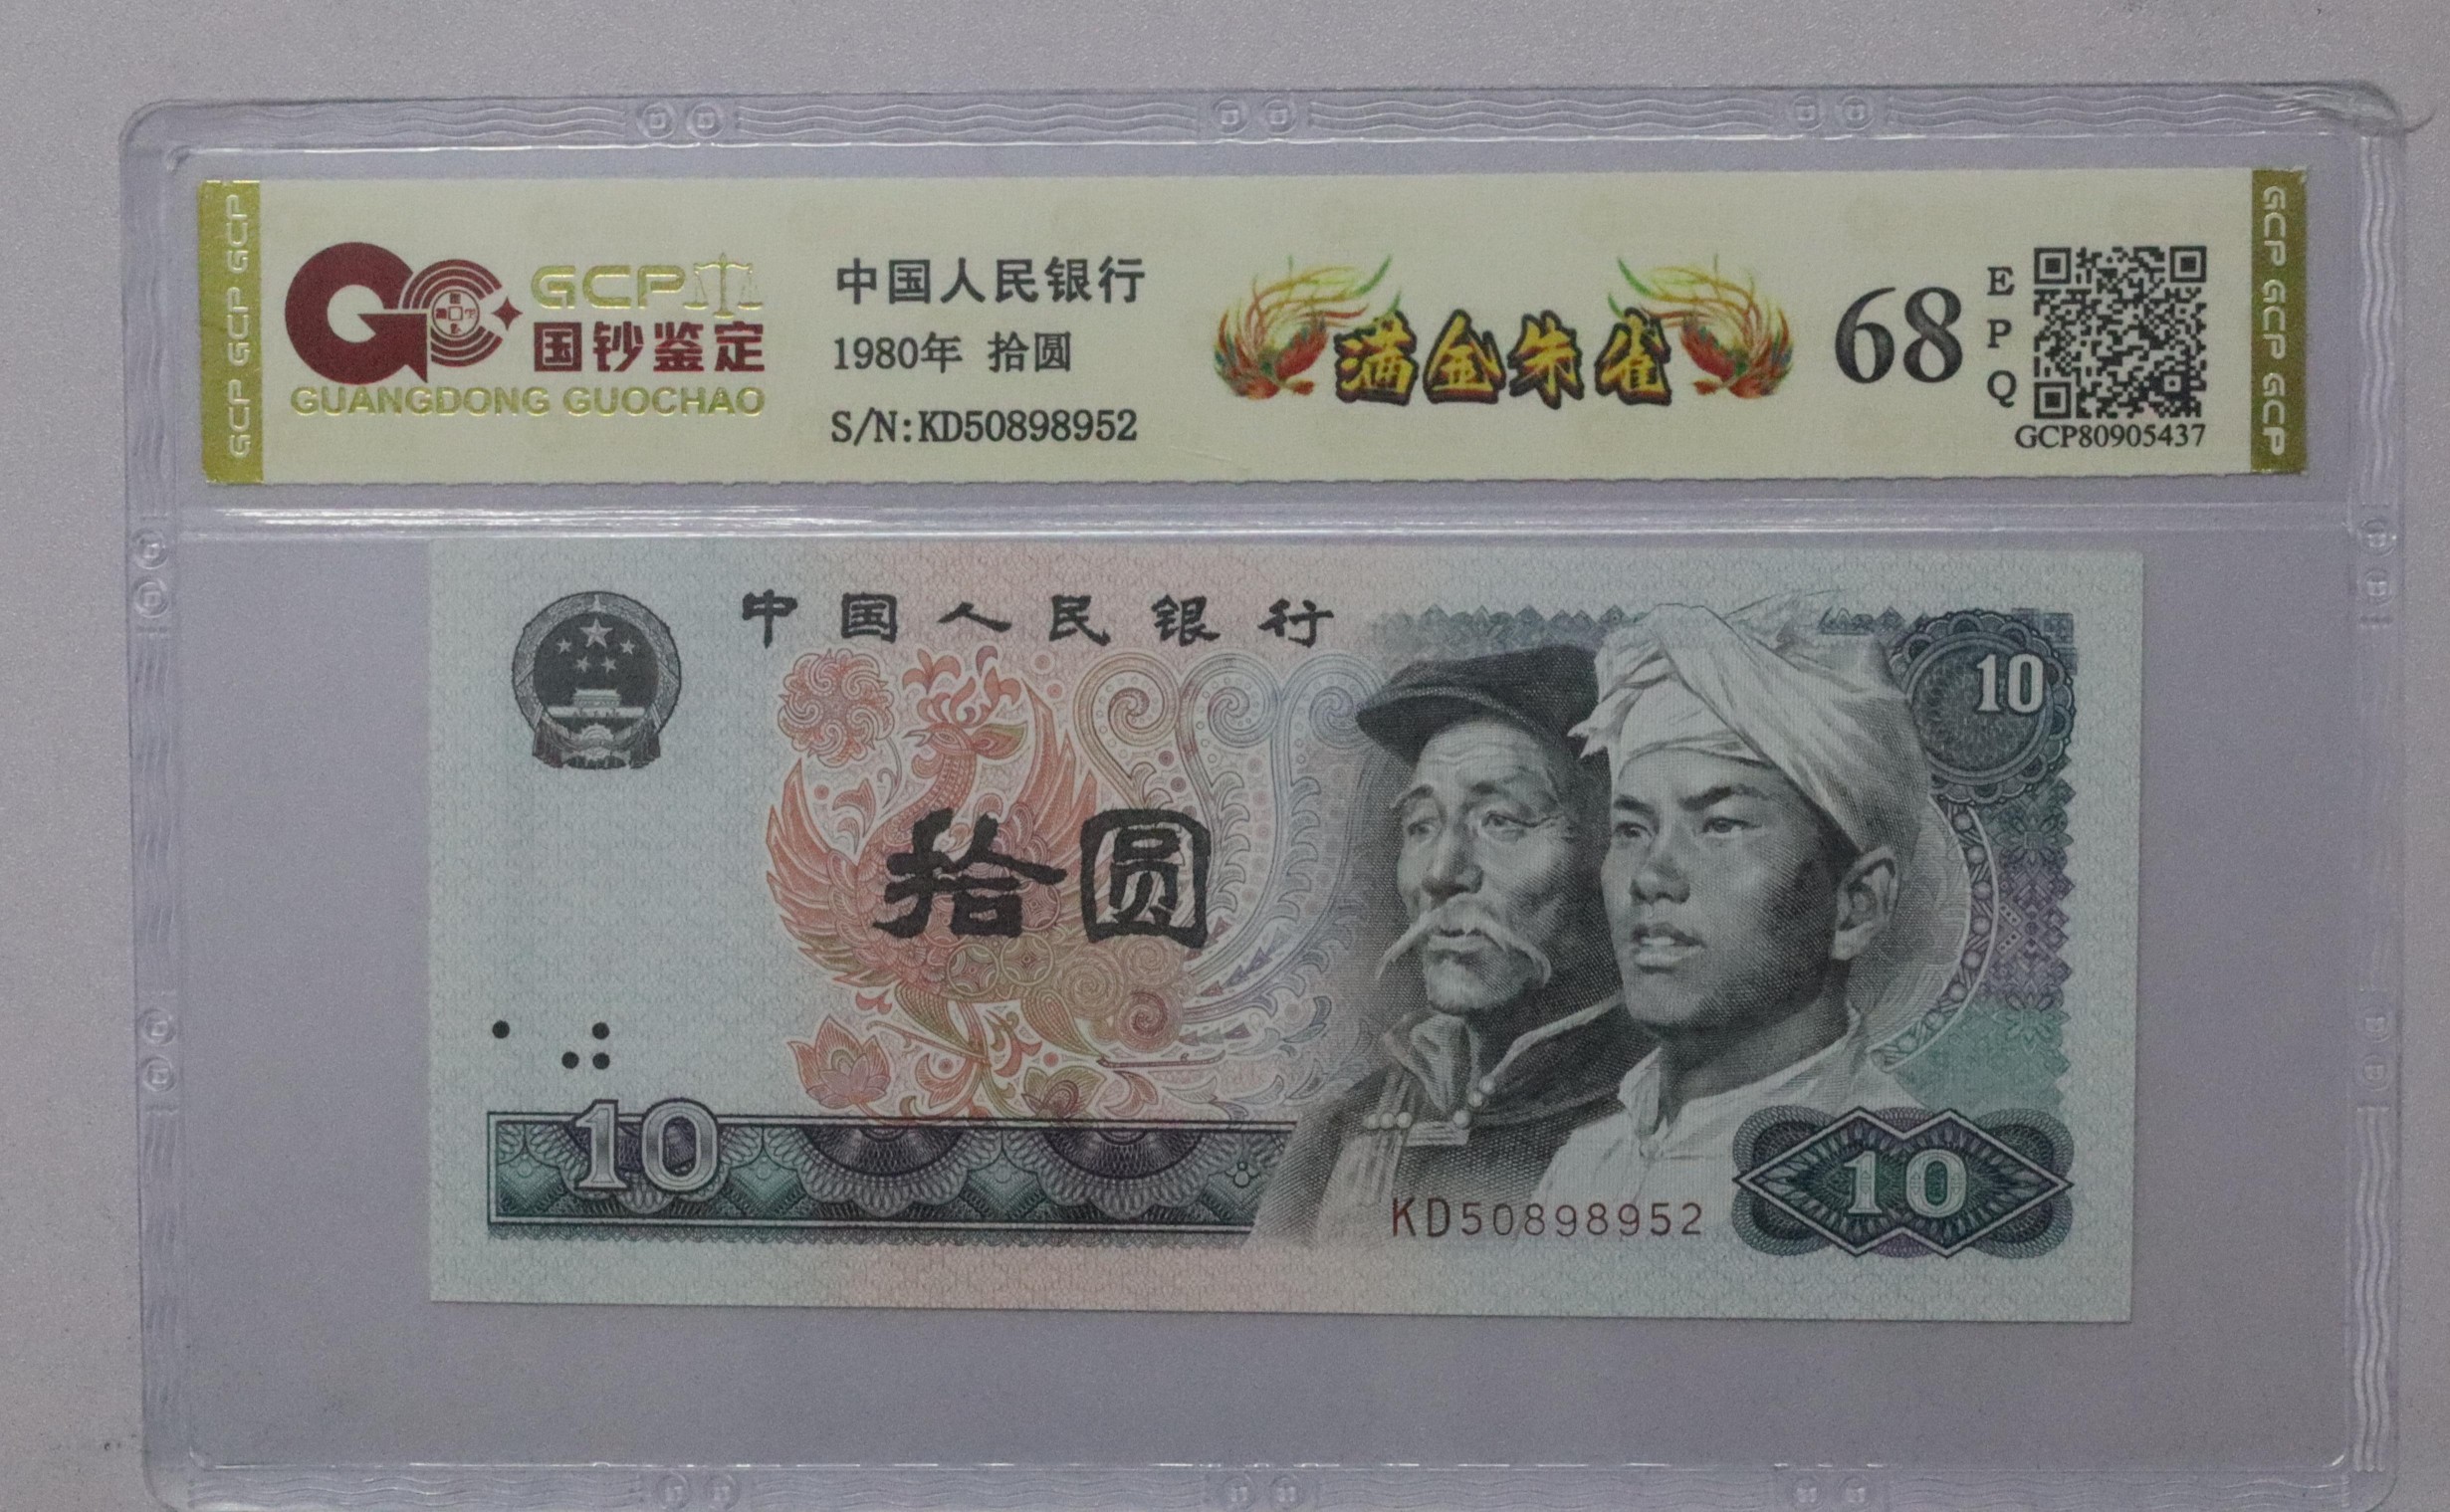 GCP GCP GCP
GCP
国钞鉴定
GUANGDONG GUOCHAO
中国人民银行
1980年 拾圆
S/N:KD50898952
满金朱雀
68
E
P
Q
GCP80905437
GCP GCP GCP
中国人民银行
10
拾圆
10
KD50898952
10